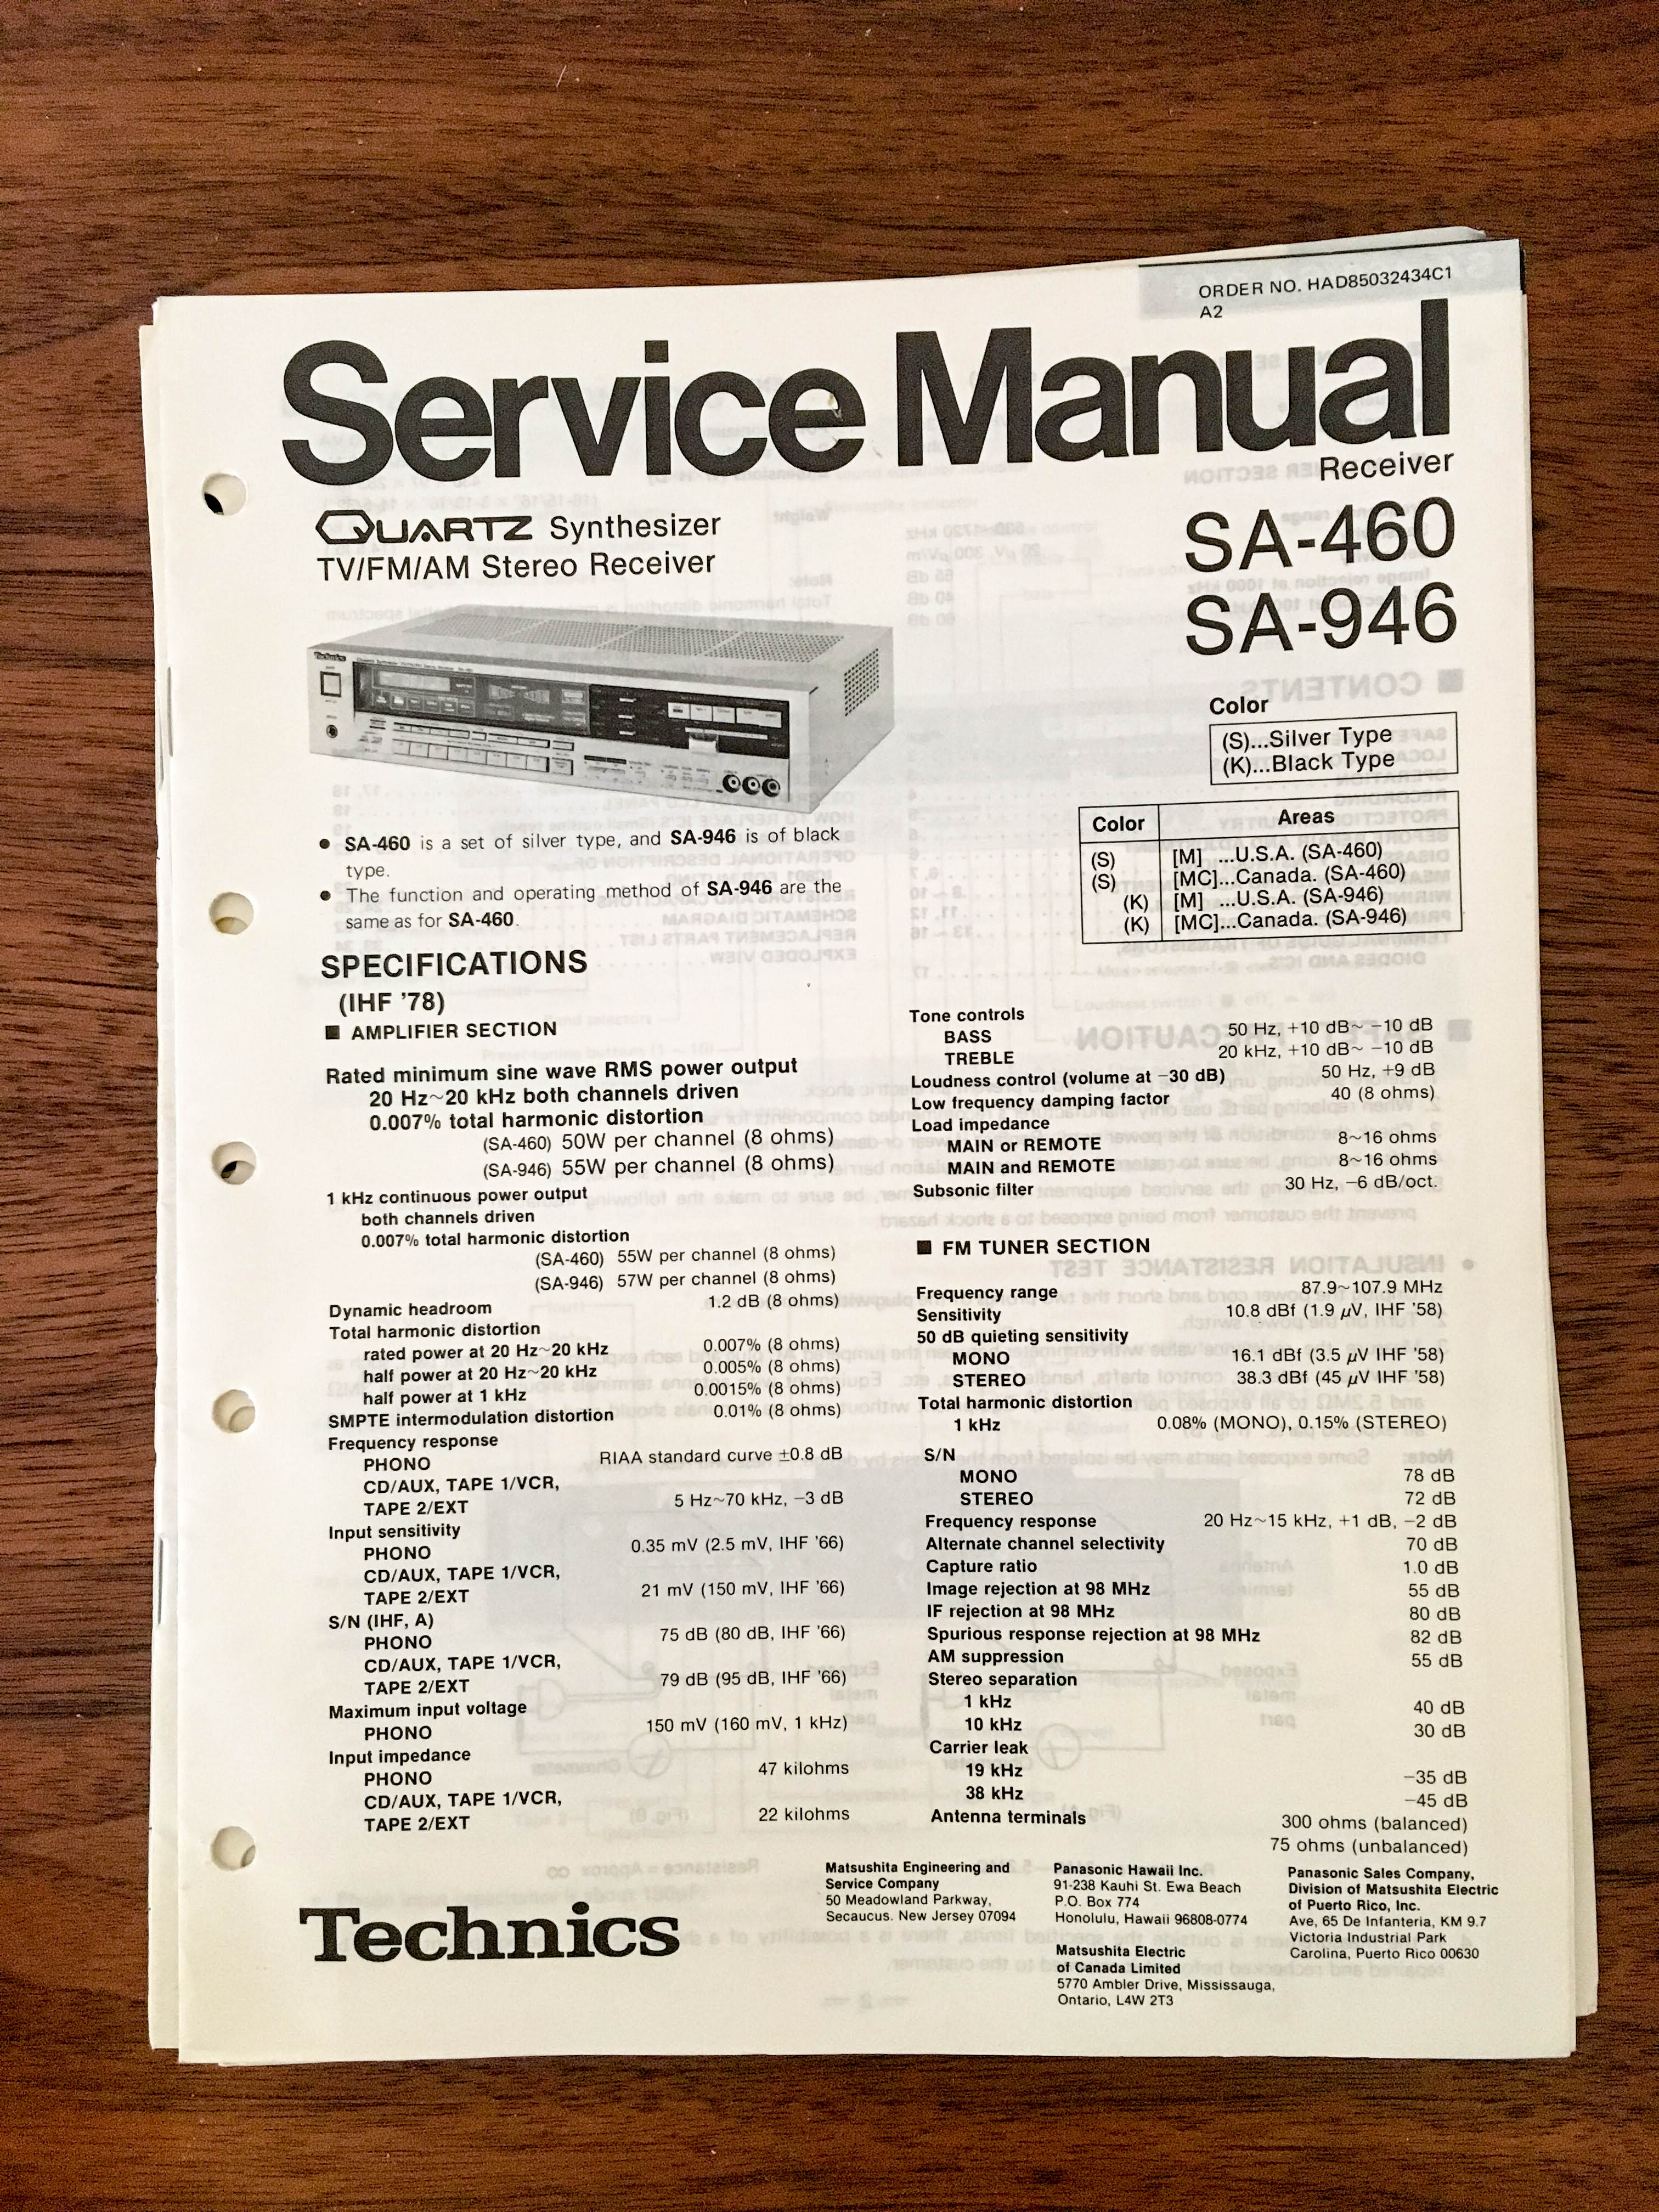 ORDER NO. HAD85032434C1
A2
Service Manual
Receiver
QUARTZ Synthesizer
TV/FM/AM Stereo Receiver
SA-460
SA-946
Technics
Color
(S)...Silver Type
(K)...Black Type
Color Areas
(S) [M] ...U.S.A. (SA-460)
(S) [MC]...Canada. (SA-460)
(K) [M] ...U.S.A. (SA-946)
(K) [MC]...Canada. (SA-946)
● SA-460 is a set of silver type, and SA-946 is of black
type.
● The function and operating method of SA-946 are the
same as for SA-460.
SPECIFICATIONS
(IHF '78)
■ AMPLIFIER SECTION
Rated minimum sine wave RMS power output
20 Hz~20 kHz both channels driven
0.007% total harmonic distortion
(SA-460) 50W per channel (8 ohms)
(SA-946) 55W per channel (8 ohms)
1 kHz continuous power output
both channels driven
0.007% total harmonic distortion
(SA-460) 55W per channel (8 ohms)
(SA-946) 57W per channel (8 ohms)
Dynamic headroom 1.2 dB (8 ohms)
Total harmonic distortion
rated power at 20 Hz~20 kHz 0.007% (8 ohms)
half power at 20 Hz~20 kHz 0.005% (8 ohms)
half power at 1 kHz 0.0015% (8 ohms)
SMPTE intermodulation distortion 0.01% (8 ohms)
Frequency response
PHONO RIAA standard curve ±0.8 dB
CD/AUX, TAPE 1/VCR,
TAPE 2/EXT 5 Hz~70 kHz, −3 dB
Input sensitivity
PHONO 0.35 mV (2.5 mV, IHF '66)
CD/AUX, TAPE 1/VCR,
TAPE 2/EXT 21 mV (150 mV, IHF '66)
S/N (IHF, A)
PHONO 75 dB (80 dB, IHF '66)
CD/AUX, TAPE 1/VCR,
TAPE 2/EXT 79 dB (95 dB, IHF '66)
Maximum input voltage
PHONO 150 mV (160 mV, 1 kHz)
Input impedance
PHONO 47 kilohms
CD/AUX, TAPE 1/VCR,
TAPE 2/EXT 22 kilohms
Tone controls
BASS 50 Hz, +10 dB~ −10 dB
TREBLE 20 kHz, +10 dB~ −10 dB
Loudness control (volume at −30 dB) 50 Hz, +9 dB
Low frequency damping factor 40 (8 ohms)
Load impedance
MAIN or REMOTE 8~16 ohms
MAIN and REMOTE 8~16 ohms
Subsonic filter 30 Hz, −6 dB/oct.
■ FM TUNER SECTION
Frequency range 87.9~107.9 MHz
Sensitivity 10.8 dBf (1.9 μV, IHF '58)
50 dB quieting sensitivity
MONO 16.1 dBf (3.5 μV IHF '58)
STEREO 38.3 dBf (45 μV IHF '58)
Total harmonic distortion
1 kHz 0.08% (MONO), 0.15% (STEREO)
S/N
MONO 78 dB
STEREO 72 dB
Frequency response 20 Hz~15 kHz, +1 dB, −2 dB
Alternate channel selectivity 70 dB
Capture ratio 1.0 dB
Image rejection at 98 MHz 55 dB
IF rejection at 98 MHz 80 dB
Spurious response rejection at 98 MHz 82 dB
AM suppression 55 dB
Stereo separation
1 kHz 40 dB
10 kHz 30 dB
Carrier leak
19 kHz −35 dB
38 kHz −45 dB
Antenna terminals 300 ohms (balanced)
75 ohms (unbalanced)
Technics
Matsushita Engineering and
Service Company
50 Meadowland Parkway,
Secaucus. New Jersey 07094
Panasonic Hawaii Inc.
91-238 Kauhi St. Ewa Beach
P.O. Box 774
Honolulu, Hawaii 96808-0774
Matsushita Electric
of Canada Limited
5770 Ambler Drive, Mississauga,
Ontario, L4W 2T3
Panasonic Sales Company,
Division of Matsushita Electric
of Puerto Rico, Inc.
Ave, 65 De Infanteria, KM 9.7
Victoria Industrial Park
Carolina, Puerto Rico 00630